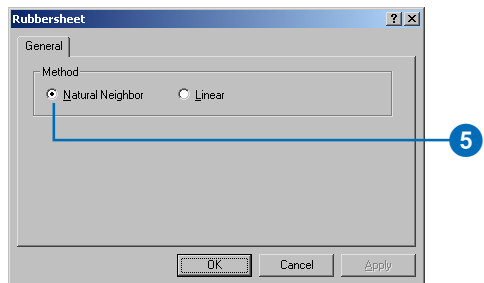 Rubbersheet
General
Method
Natural Neighbor Linear
5
OK Cancel Apply